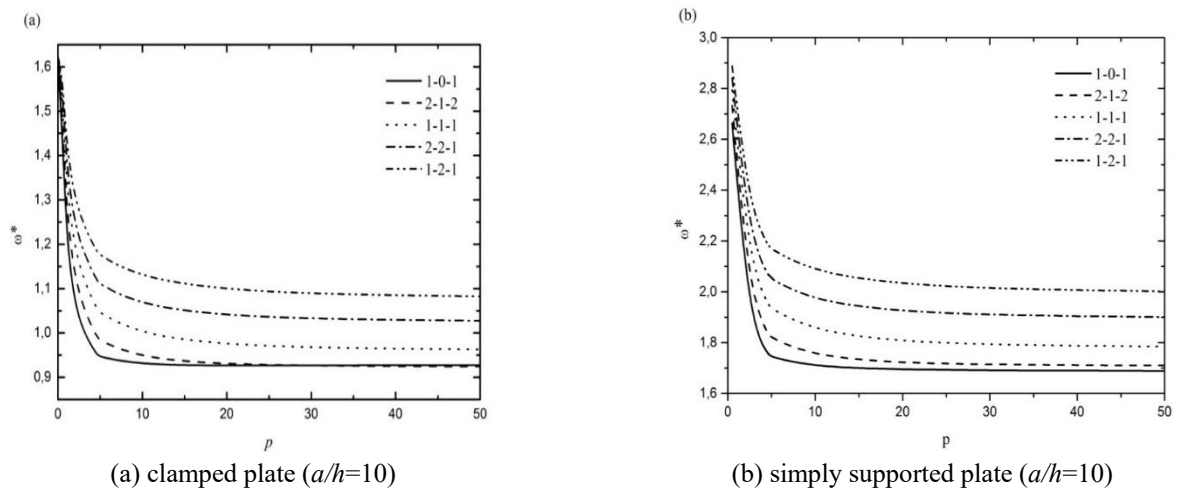 (a)
1,6
1,5
1,4
1,3
1,2
1,1
1,0
0,9
ω*
0 10 20 30 40 50
p
1-0-1
2-1-2
1-1-1
2-2-1
1-2-1
(a) clamped plate (a/h=10)
(b)
3,0
2,8
2,6
2,4
2,2
2,0
1,8
1,6
ω*
0 10 20 30 40 50
p
1-0-1
2-1-2
1-1-1
2-2-1
1-2-1
(b) simply supported plate (a/h=10)